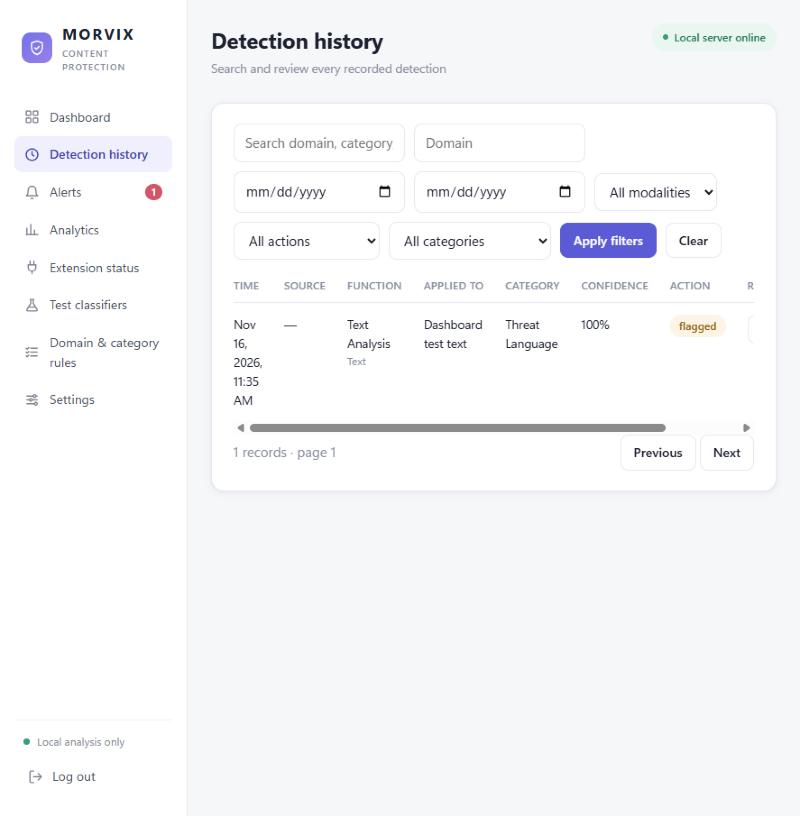 MORVIX
CONTENT
PROTECTION
Dashboard
Detection history
Alerts
1
Analytics
Extension status
Test classifiers
Domain & category
rules
Settings
Local analysis only
Log out
Detection history
Search and review every recorded detection
Local server online
Search domain, category
Domain
mm/dd/yyyy
mm/dd/yyyy
All modalities
All actions
All categories
Apply filters
Clear
TIME SOURCE FUNCTION APPLIED TO CATEGORY CONFIDENCE ACTION
Nov — Text Dashboard Threat 100% flagged
16, Analysis test text Language
2026, Text
11:35
AM
1 records · page 1
Previous
Next